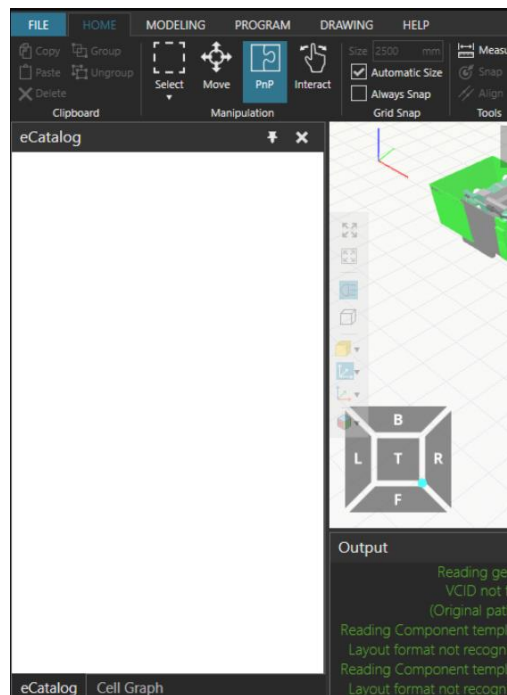 FILE HOME MODELING PROGRAM DRAWING HELP
Copy Group
Paste Ungroup
Delete
Clipboard
Select Move PnP Interact
Manipulation
Size 2500 mm
Automatic Size
Always Snap
Grid Snap
Measu
Snap
Align
Tools
eCatalog
B
L T R
F
Output
Reading ge
VCID not f
(Original pat
Reading Component templ
Layout format not recogn
Reading Component templ
Layout format not recogn
eCatalog Cell Graph